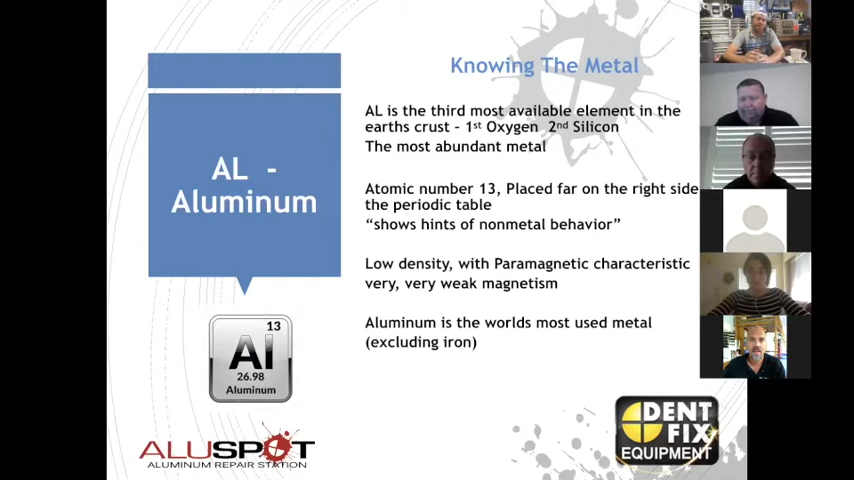 Knowing The Metal
AL -
Aluminum
AL is the third most available element in the
earths crust – 1st Oxygen 2nd Silicon
The most abundant metal
Atomic number 13, Placed far on the right side
the periodic table
“shows hints of nonmetal behavior”
Low density, with Paramagnetic characteristic
very, very weak magnetism
Aluminum is the worlds most used metal
(excluding iron)
13
Al
26.98
Aluminum
ALUSPOT
ALUMINUM REPAIR STATION
DENT
FIX
EQUIPMENT